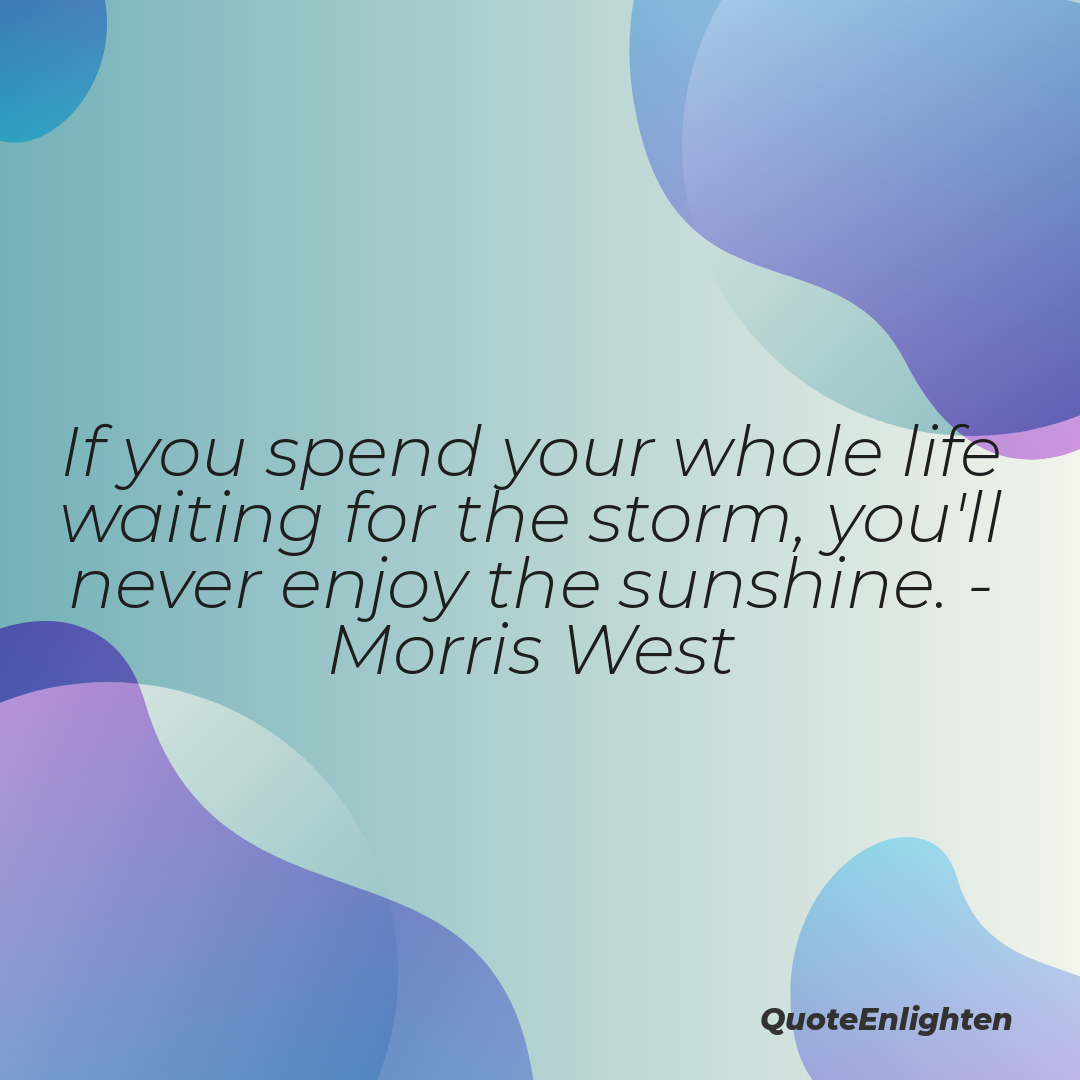 If you spend your whole life
waiting for the storm, you'll
never enjoy the sunshine. -
Morris West
QuoteEnlighten